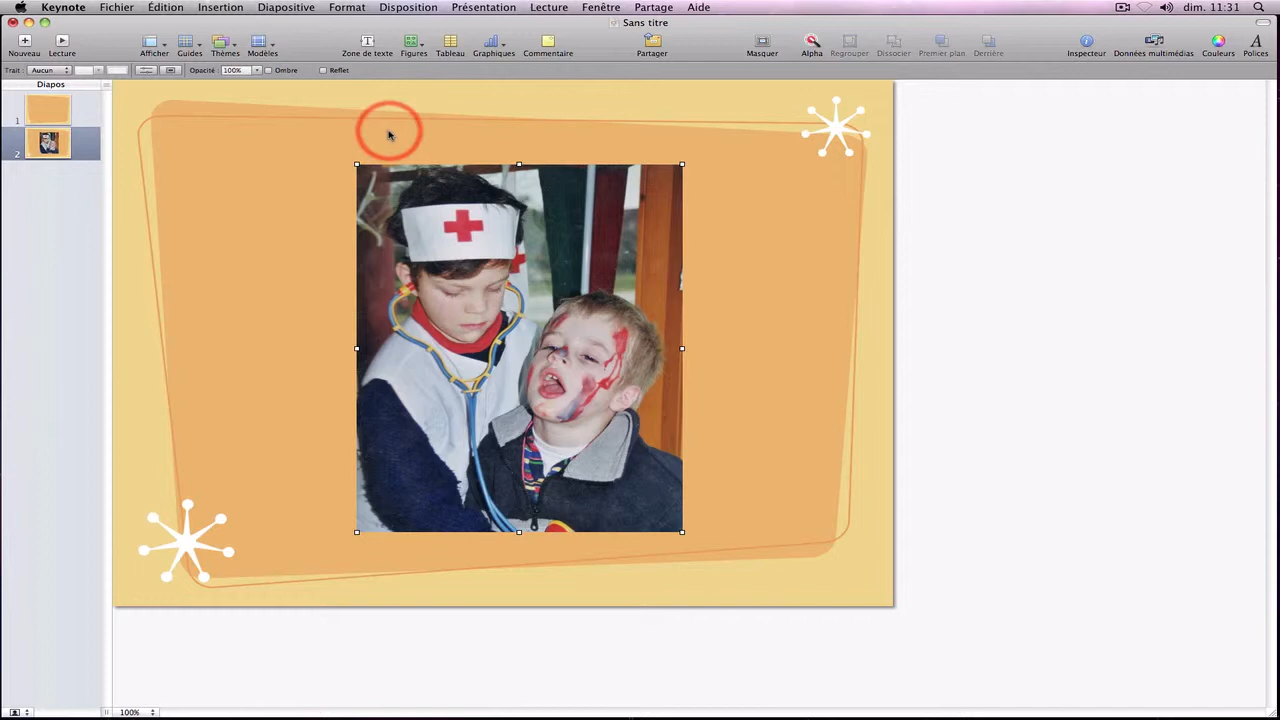 Keynote Fichier Édition Insertion Diapositive Format Disposition Présentation Lecture Fenêtre Partage Aide dim. 11:31
Sans titre
Nouveau Lecture Afficher Guides Thèmes Modèles Zone de texte Figures Tableau Graphiques Commentaire Partager Masquer Alpha Regrouper Dissocier Premier plan Derrière Inspecteur Données multimédias Couleurs Polices
Trait : Aucun Opacité : 100% Ombre Reflet
Diapos
1
2
100%